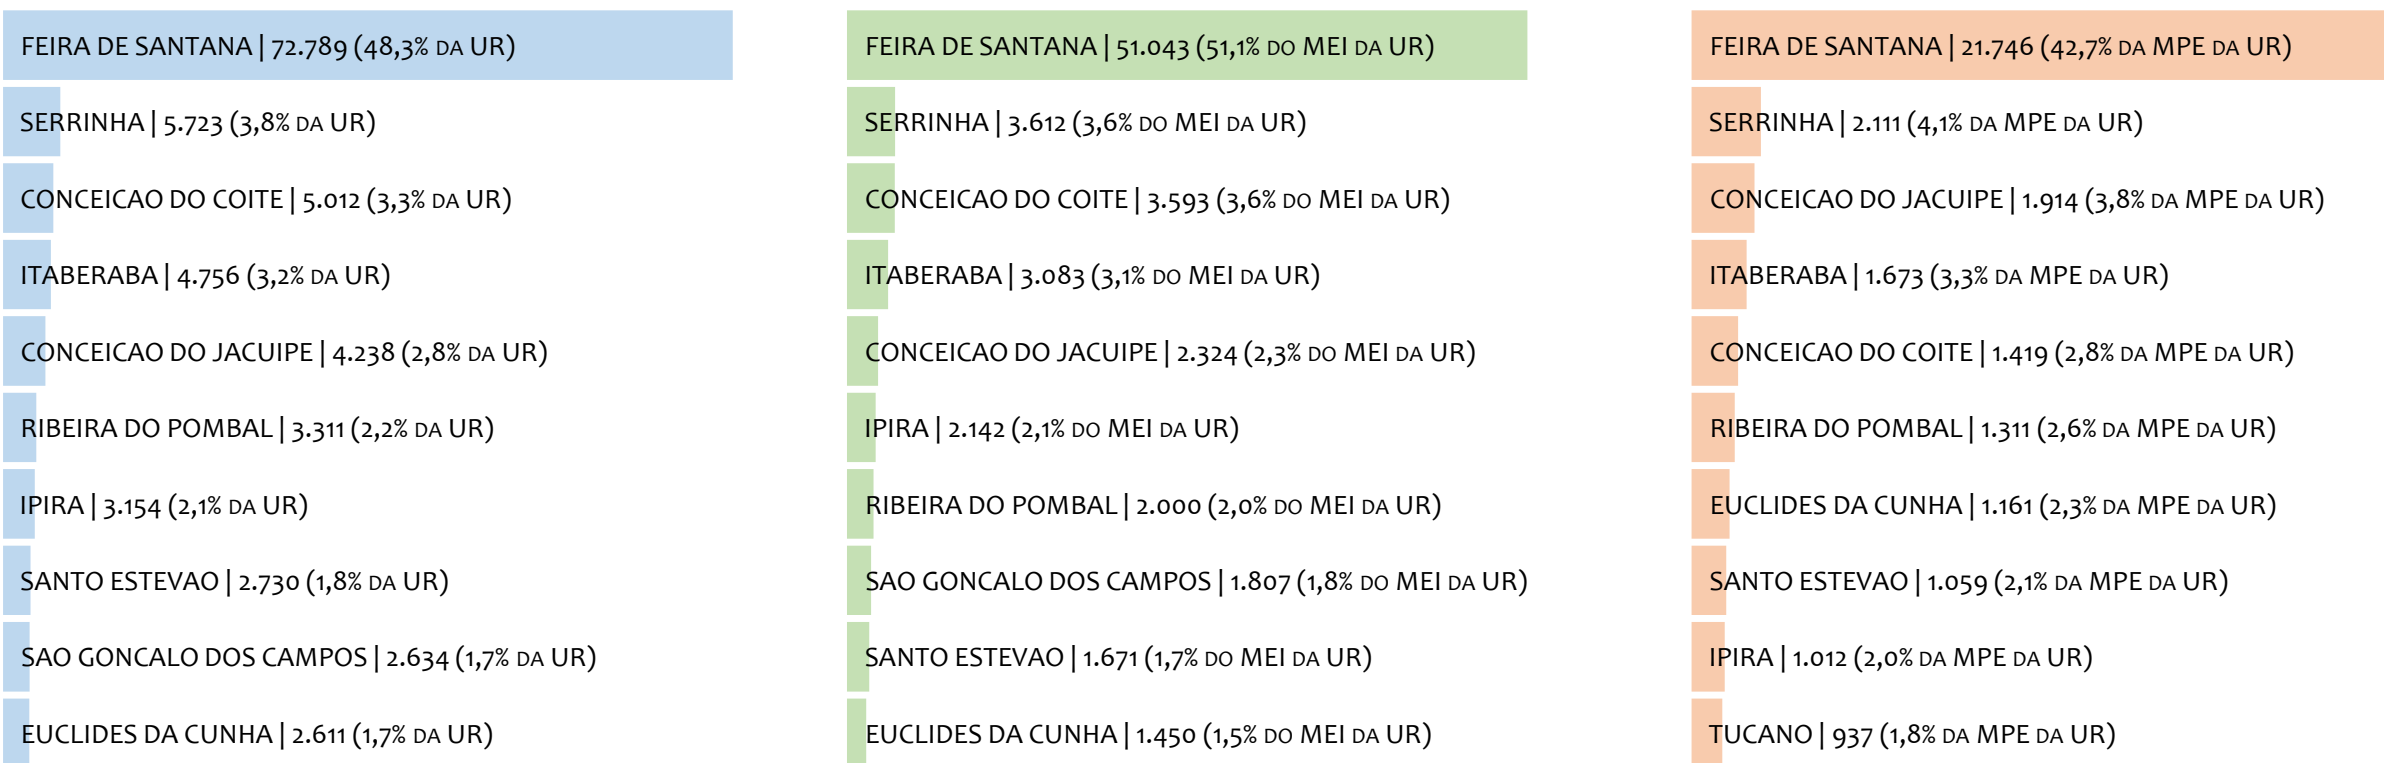 FEIRA DE SANTANA | 72.789 (48,3% DA UR)
SERRINHA | 5.723 (3,8% DA UR)
CONCEICAO DO COITE | 5.012 (3,3% DA UR)
ITABERABA | 4.756 (3,2% DA UR)
CONCEICAO DO JACUIPE | 4.238 (2,8% DA UR)
RIBEIRA DO POMBAL | 3.311 (2,2% DA UR)
IPIRA | 3.154 (2,1% DA UR)
SANTO ESTEVAO | 2.730 (1,8% DA UR)
SAO GONCALO DOS CAMPOS | 2.634 (1,7% DA UR)
EUCLIDES DA CUNHA | 2.611 (1,7% DA UR)
FEIRA DE SANTANA | 51.043 (51,1% DO MEI DA UR)
SERRINHA | 3.612 (3,6% DO MEI DA UR)
CONCEICAO DO COITE | 3.593 (3,6% DO MEI DA UR)
ITABERABA | 3.083 (3,1% DO MEI DA UR)
CONCEICAO DO JACUIPE | 2.324 (2,3% DO MEI DA UR)
IPIRA | 2.142 (2,1% DO MEI DA UR)
RIBEIRA DO POMBAL | 2.000 (2,0% DO MEI DA UR)
SAO GONCALO DOS CAMPOS | 1.807 (1,8% DO MEI DA UR)
SANTO ESTEVAO | 1.671 (1,7% DO MEI DA UR)
EUCLIDES DA CUNHA | 1.450 (1,5% DO MEI DA UR)
FEIRA DE SANTANA | 21.746 (42,7% DA MPE DA UR)
SERRINHA | 2.111 (4,1% DA MPE DA UR)
CONCEICAO DO JACUIPE | 1.914 (3,8% DA MPE DA UR)
ITABERABA | 1.673 (3,3% DA MPE DA UR)
CONCEICAO DO COITE | 1.419 (2,8% DA MPE DA UR)
RIBEIRA DO POMBAL | 1.311 (2,6% DA MPE DA UR)
EUCLIDES DA CUNHA | 1.161 (2,3% DA MPE DA UR)
SANTO ESTEVAO | 1.059 (2,1% DA MPE DA UR)
IPIRA | 1.012 (2,0% DA MPE DA UR)
TUCANO | 937 (1,8% DA MPE DA UR)